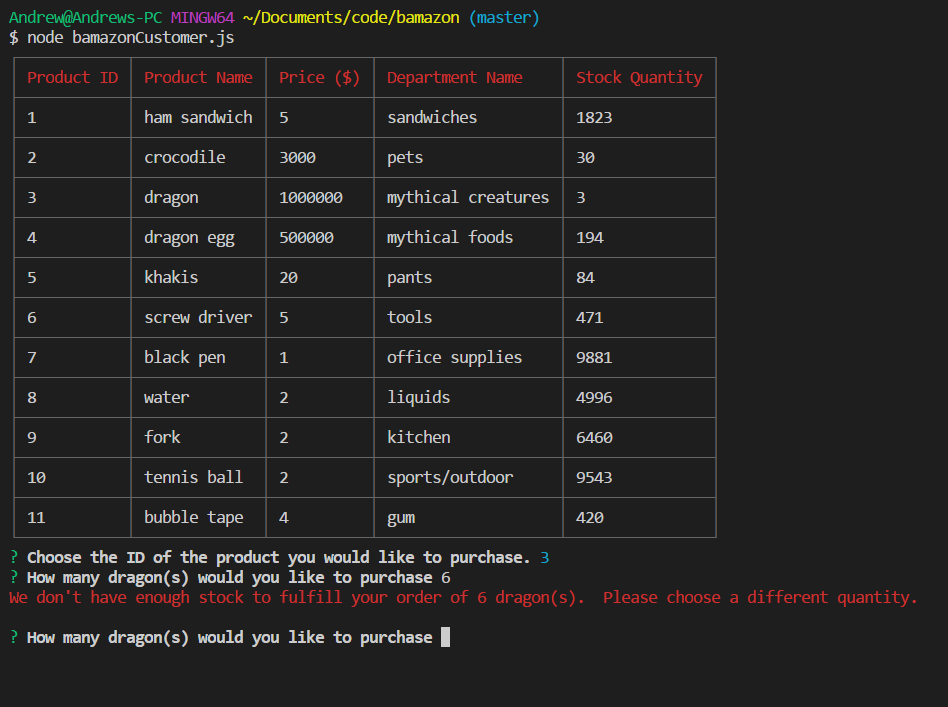 Andrew@Andrews-PC MINGW64 ~/Documents/code/bamazon (master)
$ node bamazonCustomer.js
Product ID Product Name Price ($) Department Name Stock Quantity
1 ham sandwich 5 sandwiches 1823
2 crocodile 3000 pets 30
3 dragon 1000000 mythical creatures 3
4 dragon egg 500000 mythical foods 194
5 khakis 20 pants 84
6 screw driver 5 tools 471
7 black pen 1 office supplies 9881
8 water 2 liquids 4996
9 fork 2 kitchen 6460
10 tennis ball 2 sports/outdoor 9543
11 bubble tape 4 gum 420
? Choose the ID of the product you would like to purchase. 3
? How many dragon(s) would you like to purchase 6
We don't have enough stock to fulfill your order of 6 dragon(s).  Please choose a different quantity.
? How many dragon(s) would you like to purchase